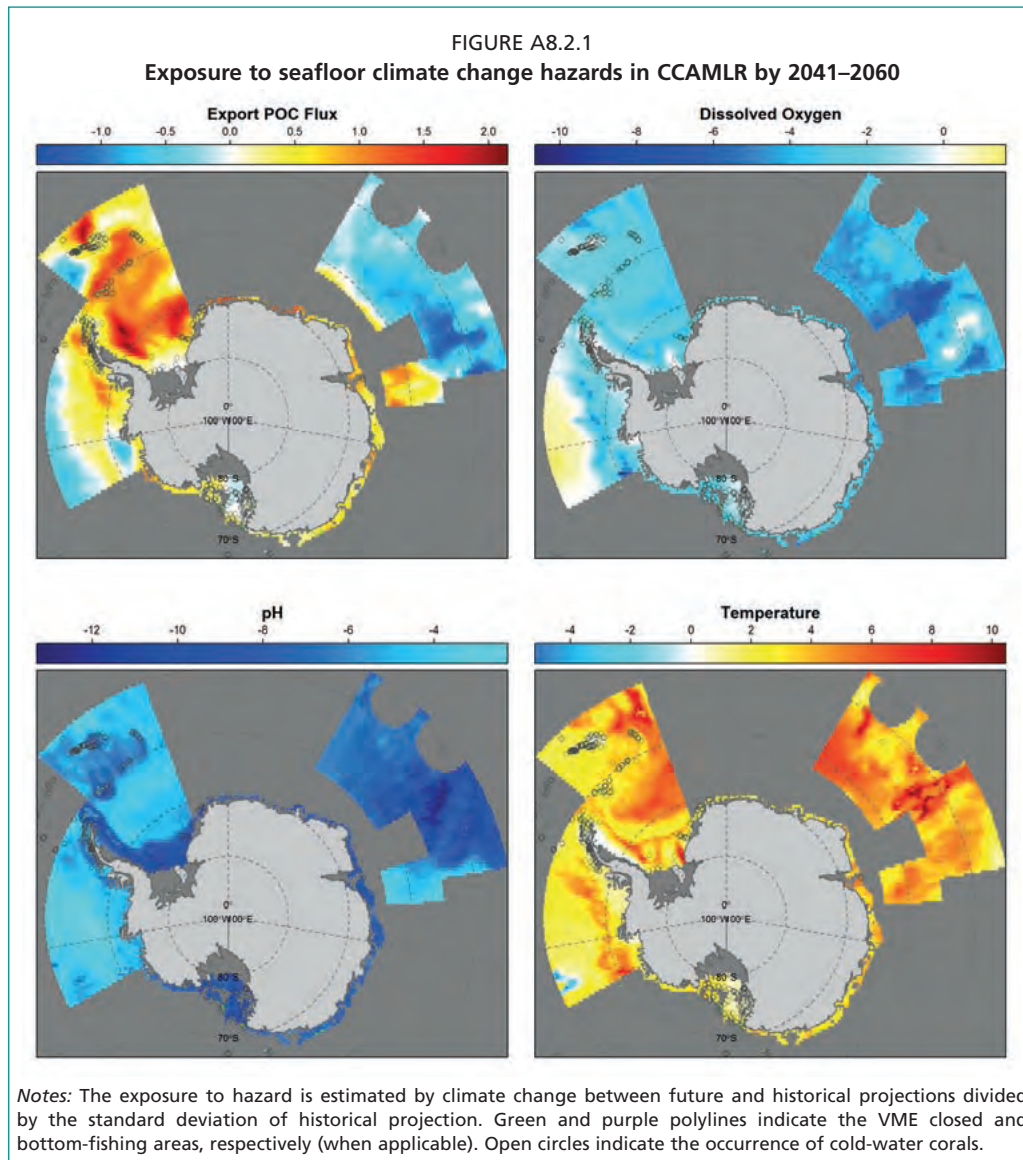 FIGURE A8.2.1
Exposure to seafloor climate change hazards in CCAMLR by 2041–2060
Export POC Flux
-1.0 -0.5 0.0 0.5 1.0 1.5 2.0
0°
100°W 100°E
80°S
70°S
Dissolved Oxygen
-10 -8 -6 -4 -2 0
0°
100°W 100°E
80°S
70°S
pH
-12 -10 -8 -6 -4
0°
100°W 100°E
80°S
70°S
Temperature
-4 -2 0 2 4 6 8 10
0°
100°W 100°E
80°S
70°S
Notes: The exposure to hazard is estimated by climate change between future and historical projections divided
by the standard deviation of historical projection. Green and purple polylines indicate the VME closed and
bottom-fishing areas, respectively (when applicable). Open circles indicate the occurrence of cold-water corals.